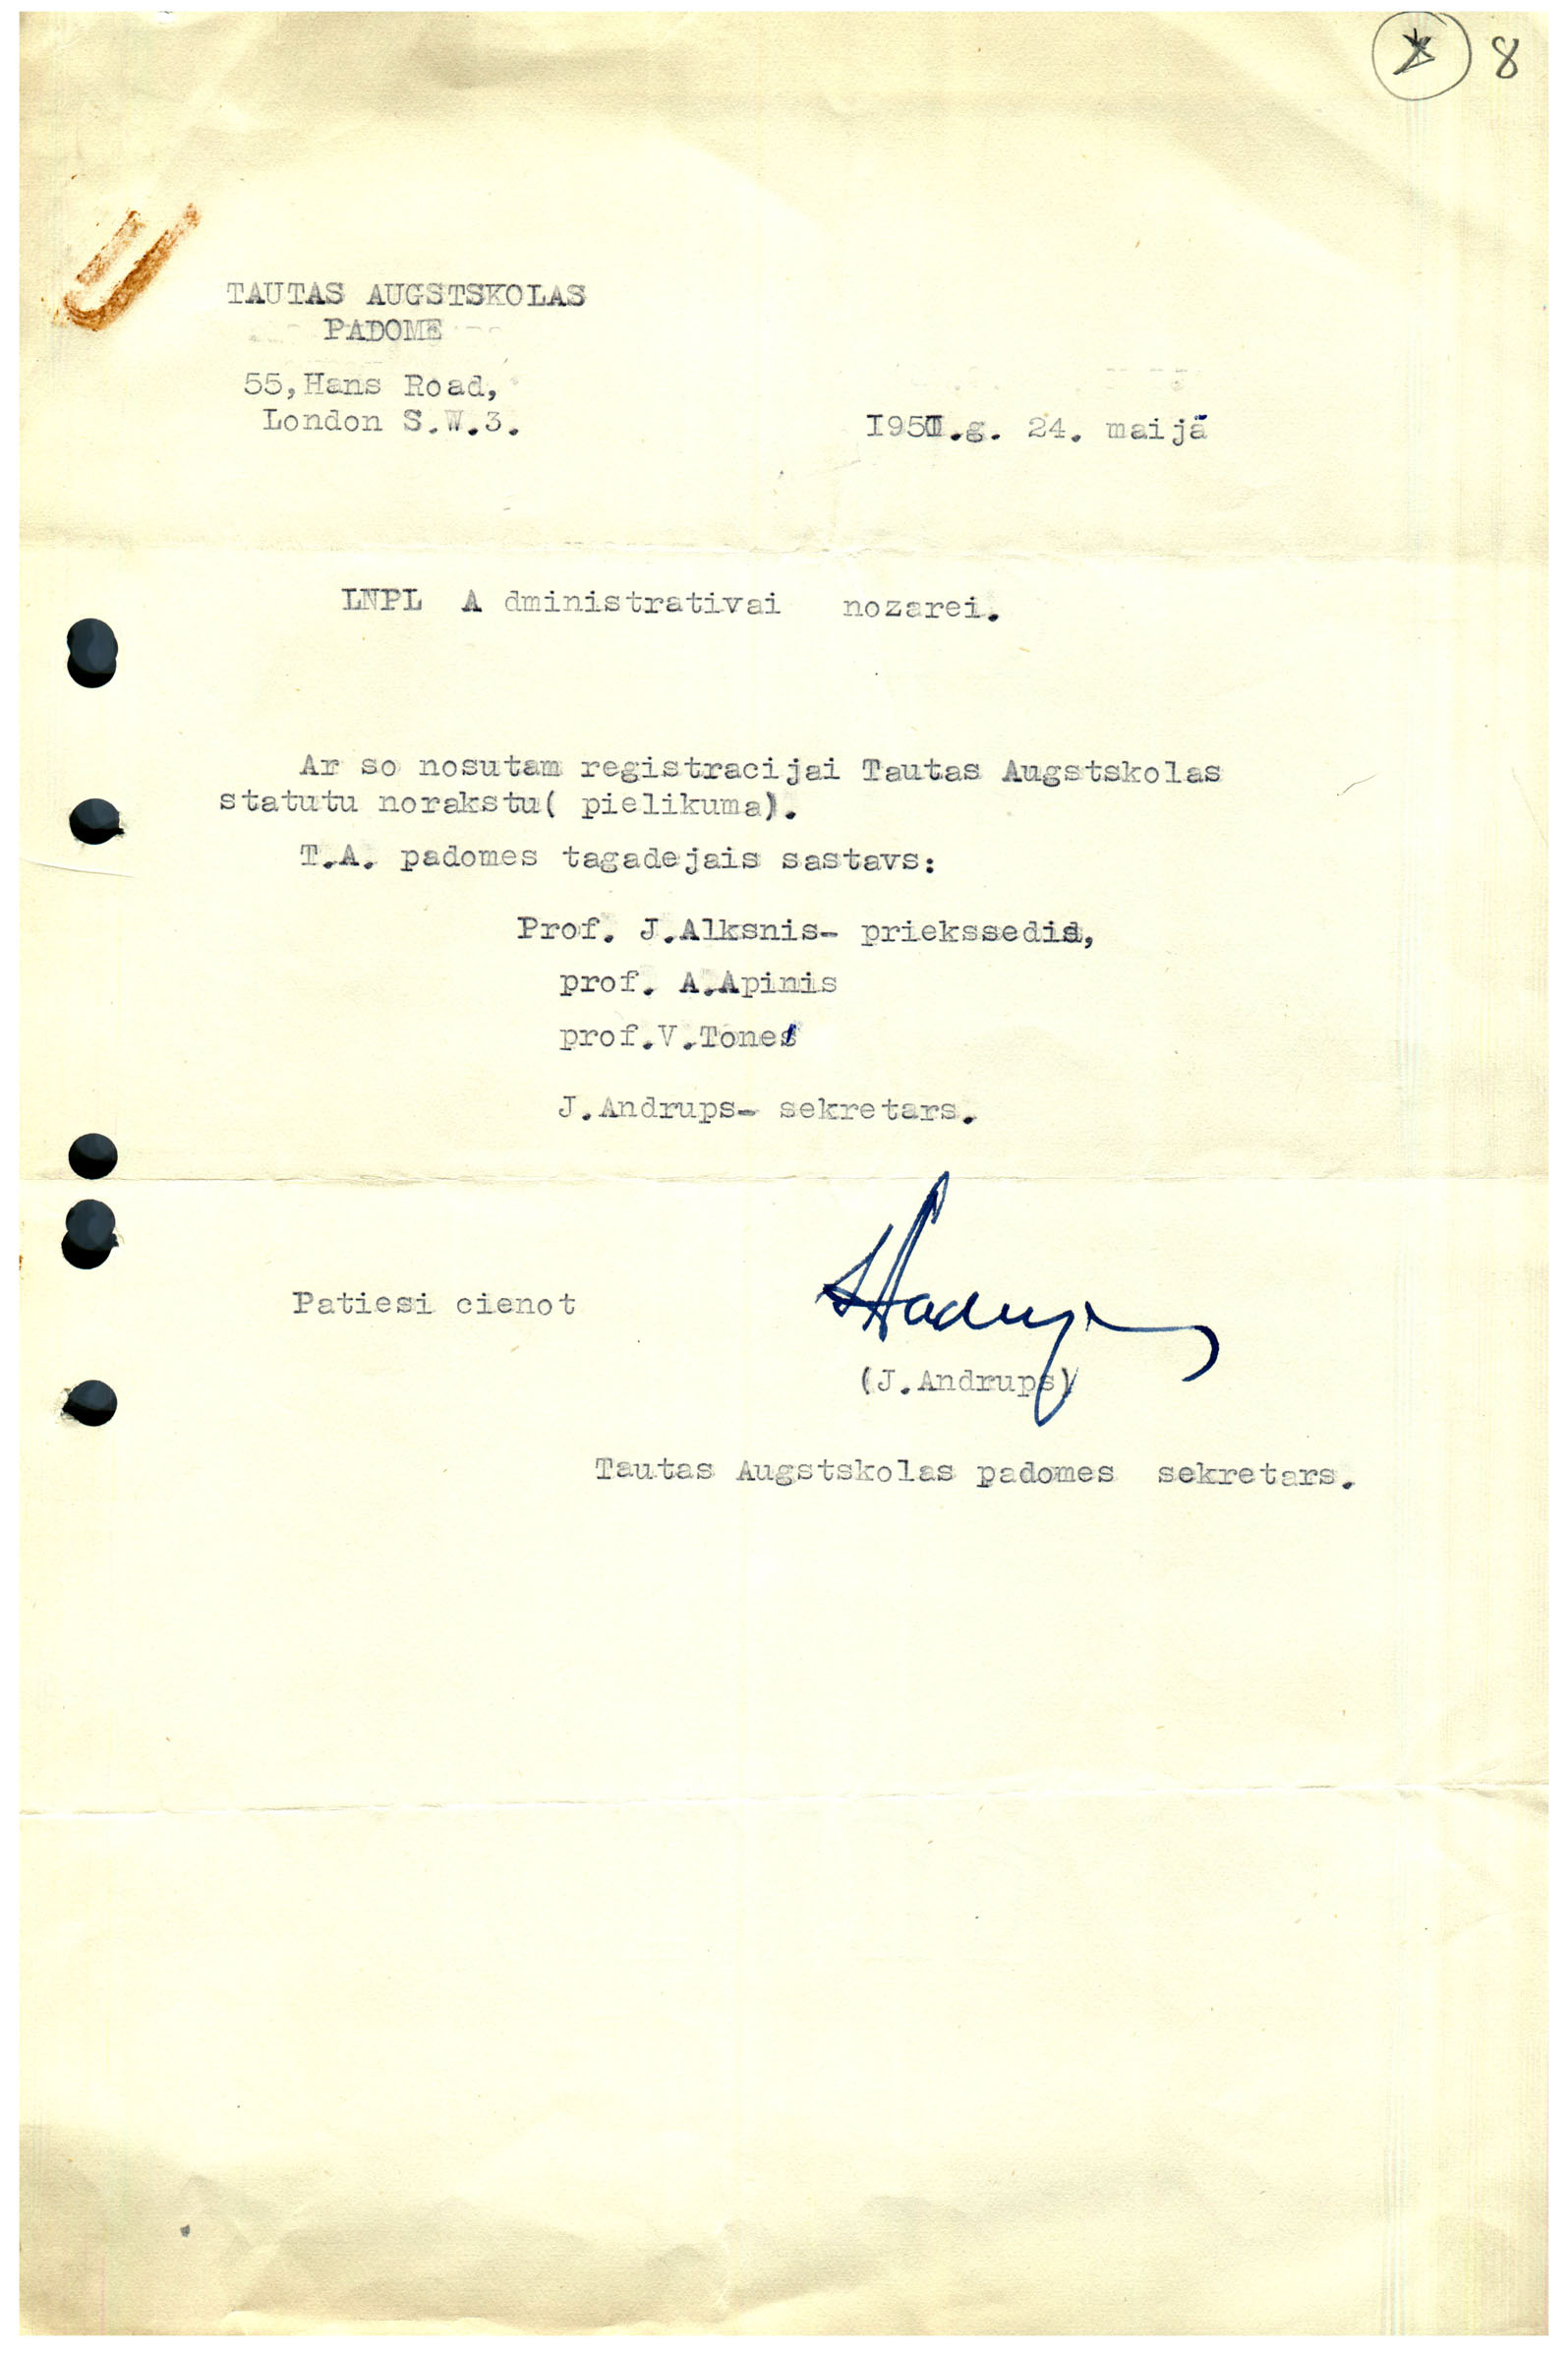 8
TAUTAS AUGSTSKOLAS
PADOME
55,Hans Road,
London S.W.3.
.g. 24. maijā
LNPL A dministrativai nozarei.
Ar so nosutam registracijai Tautas Augstskolas
statutu norakstu( pielikuma).
T.A. padomes tagadejais sastavs:
Prof. J.Alksnis- priekssedis,
prof. A.Apinis
prof.V.Tone
J.Andrups- sekretars.
Patiesi cienot
(J.Andrups)
Tautas Augstskolas padomes sekretars.